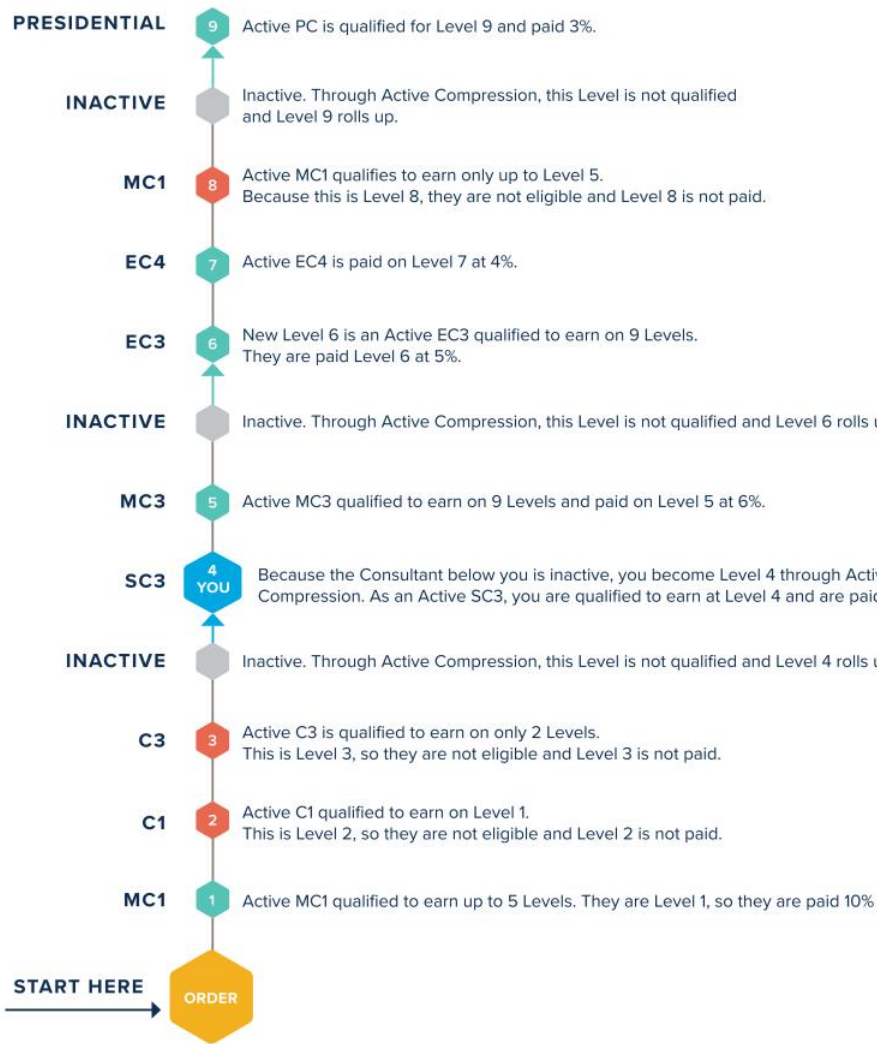 PRESIDENTIAL
9
Active PC is qualified for Level 9 and paid 3%.
INACTIVE
Inactive. Through Active Compression, this Level is not qualified
and Level 9 rolls up.
MC1
8
Active MC1 qualifies to earn only up to Level 5.
Because this is Level 8, they are not eligible and Level 8 is not paid.
EC4
7
Active EC4 is paid on Level 7 at 4%.
EC3
6
New Level 6 is an Active EC3 qualified to earn on 9 Levels.
They are paid Level 6 at 5%.
INACTIVE
Inactive. Through Active Compression, this Level is not qualified and Level 6 rolls
MC3
5
Active MC3 qualified to earn on 9 Levels and paid on Level 5 at 6%.
SC3
4
YOU
Because the Consultant below you is inactive, you become Level 4 through
Compression. As an Active SC3, you are qualified to earn at Level 4 and are paid
INACTIVE
Inactive. Through Active Compression, this Level is not qualified and Level 4 rolls
C3
3
Active C3 is qualified to earn on only 2 Levels.
This is Level 3, so they are not eligible and Level 3 is not paid.
C1
2
Active C1 qualified to earn on Level 1.
This is Level 2, so they are not eligible and Level 2 is not paid.
MC1
1
Active MC1 qualified to earn up to 5 Levels. They are Level 1, so they are paid 10%
START HERE
ORDER